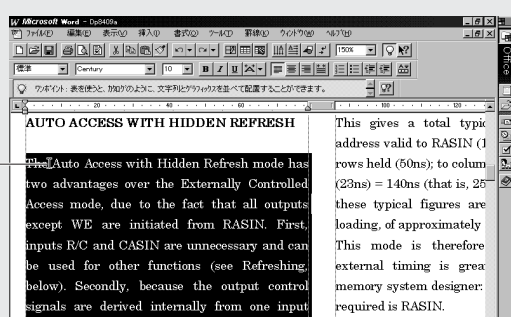 Microsoft Word - Dp8409a
ファイル(F) 編集(E) 表示(V) 挿入(I) 書式(O) ツール(T) 罫線(B) ウィンドウ(W) ヘルプ(H)
150%
標準 Century 10 B I U
ワンポイント: 表を使うと、カタログのように、文字列とグラフィックスを並べて配置することができます。
20 40 60 100 120
Office
AUTO ACCESS WITH HIDDEN REFRESH
The Auto Access with Hidden Refresh mode has
two advantages over the Externally Controlled
Access mode, due to the fact that all outputs
except WE are initiated from RASIN. First,
inputs R/C and CASIN are unnecessary and can
be used for other functions (see Refreshing,
below). Secondly, because the output control
signals are derived internally from one input
This gives a total typic
address valid to RASIN (1
rows held (50ns); to colum
(23ns) = 140ns (that is, 25
these typical figures are
loading, of approximately
This mode is therefore
external timing is grea
memory system designer:
required is RASIN.